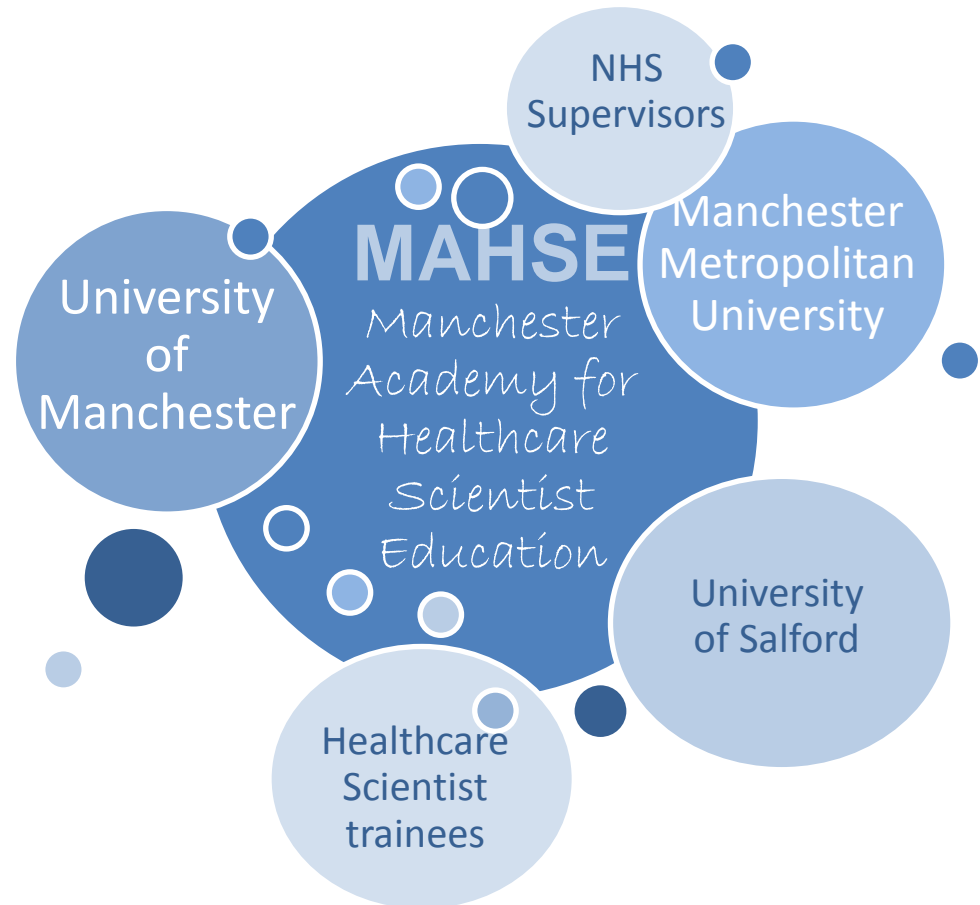 NHS
Supervisors
Manchester
Metropolitan
University
MAHSE
Manchester
Academy for
Healthcare
Scientist
Education
University
of
Manchester
University
of Salford
Healthcare
Scientist
trainees